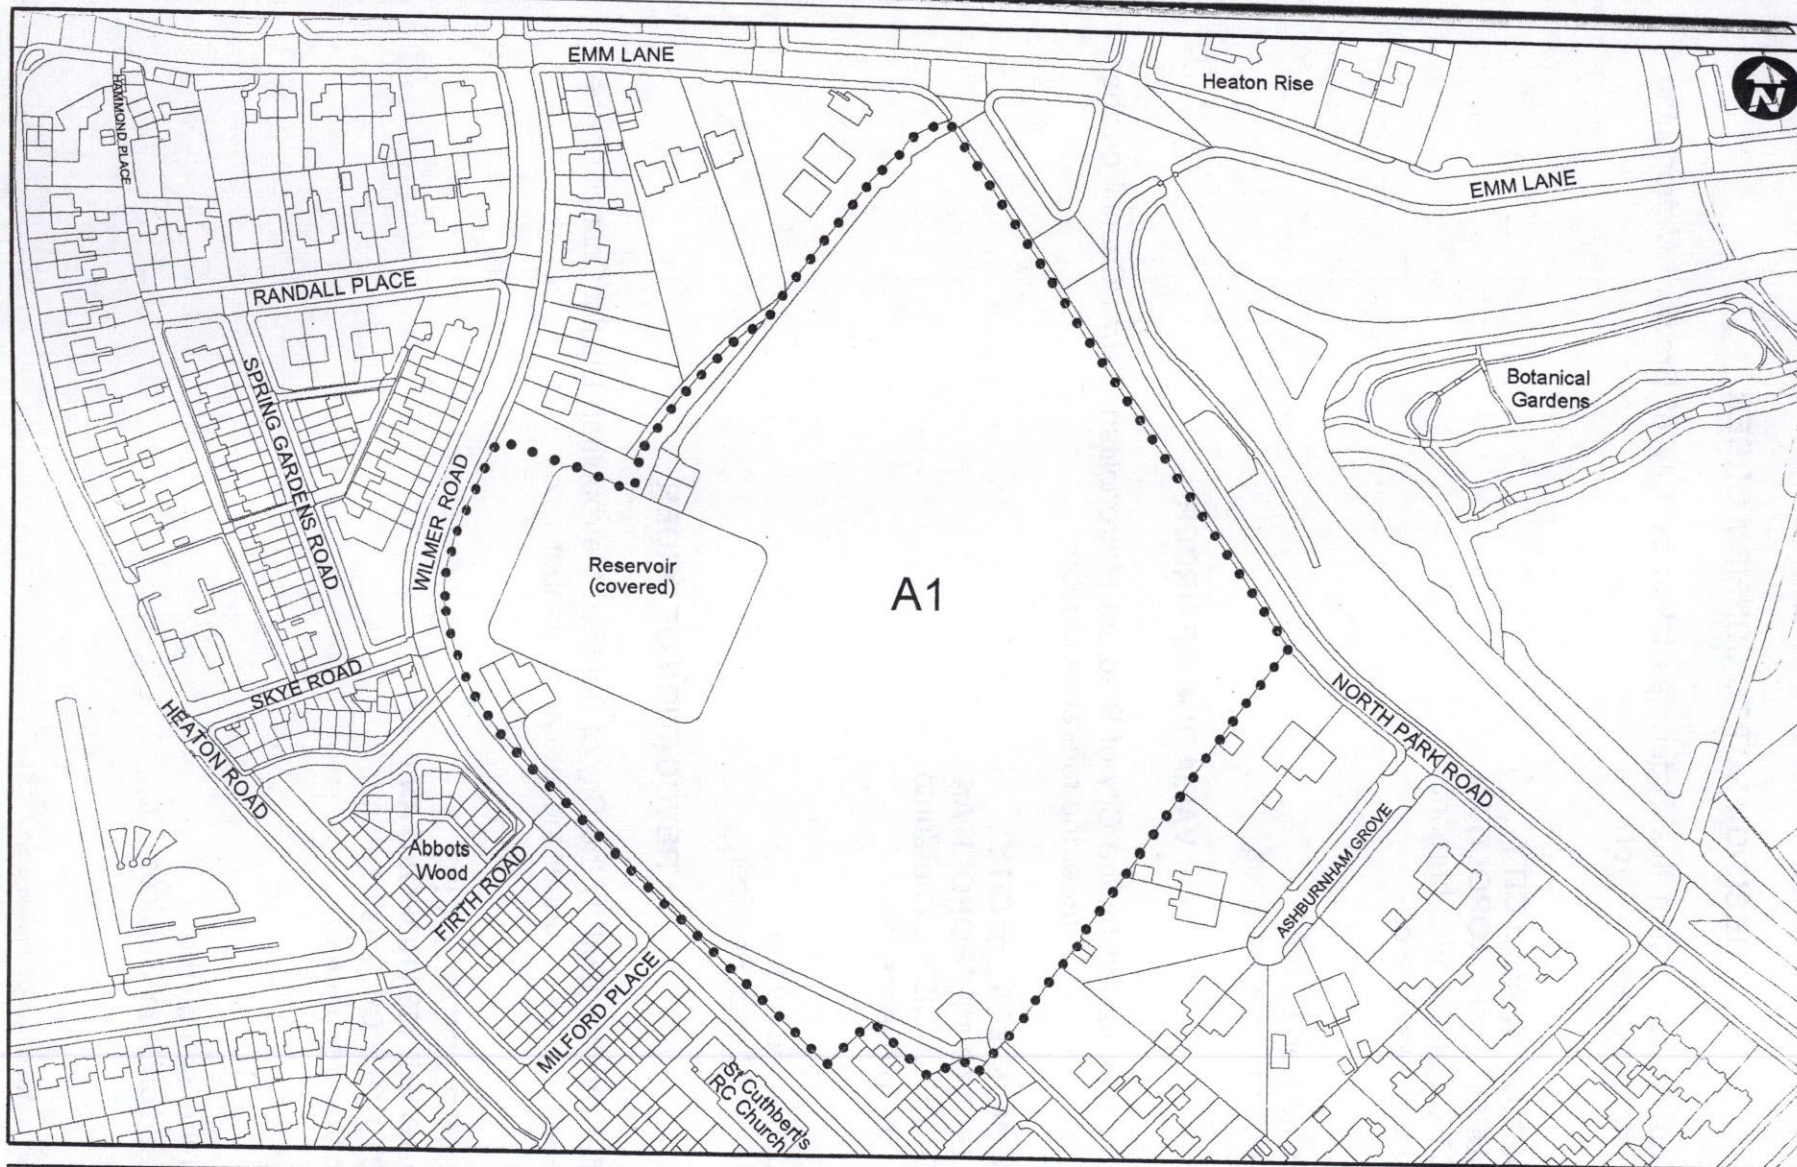 EMM LANE
Heaton Rise
N
HAMMOND PLACE
EMM LANE
RANDALL PLACE
Botanical
Gardens
SPRING GARDENS ROAD
WILMER ROAD
Reservoir
(covered)
A1
SKYE ROAD
HEATON ROAD
NORTH PARK ROAD
Abbots
Wood
ASHBURNHAM GROVE
FIRTH ROAD
MILFORD PLACE
St Cuthbert's
RC Church